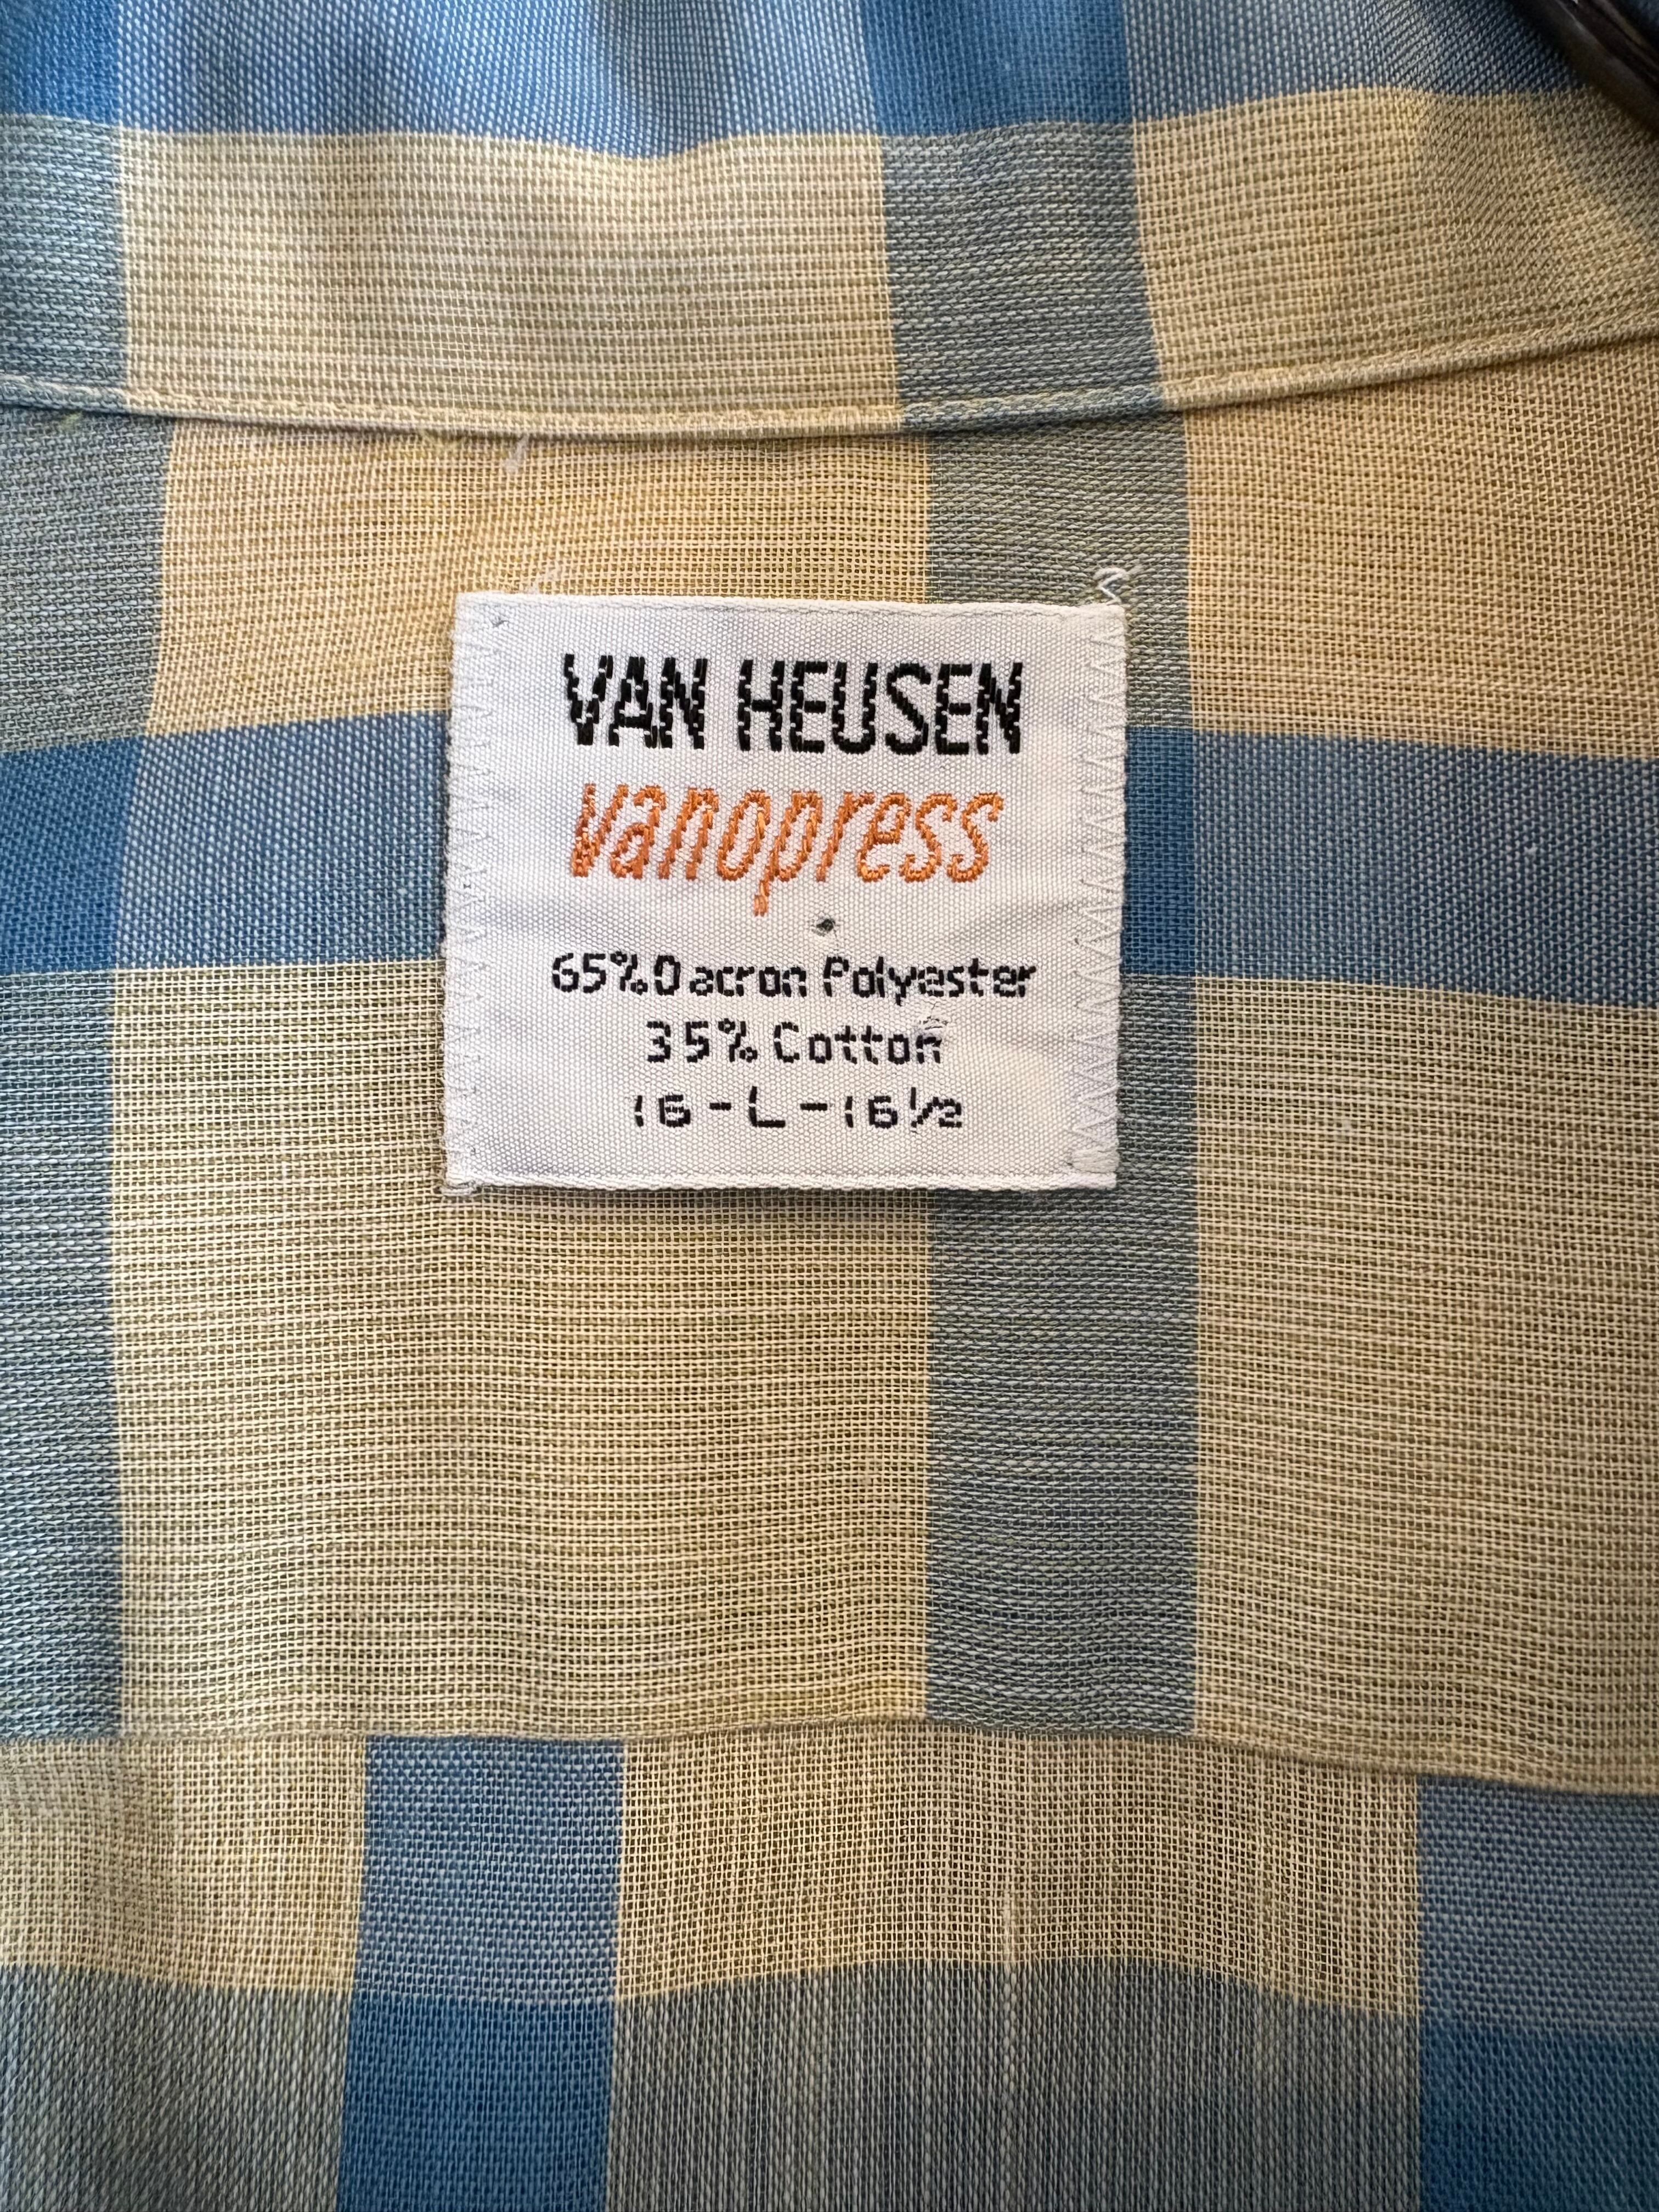 VAN HEUSEN
vanopress
65% Dacron Polyester
35% Cotton
16-L-16½